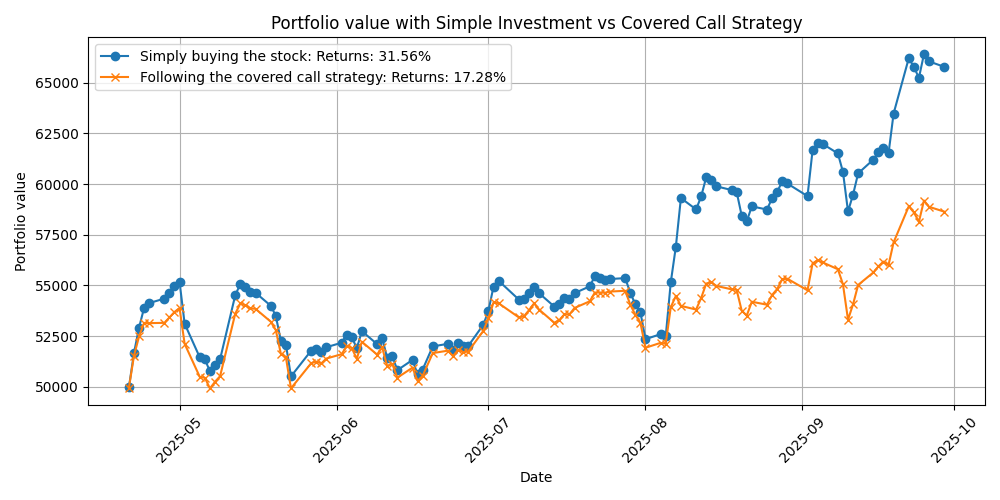 Portfolio value with Simple Investment vs Covered Call Strategy
Simply buying the stock: Returns: 31.56%
Following the covered call strategy: Returns: 17.28%
Portfolio value
65000
62500
60000
57500
55000
52500
50000
2025-05
2025-06
2025-07
2025-08
2025-09
2025-10
Date